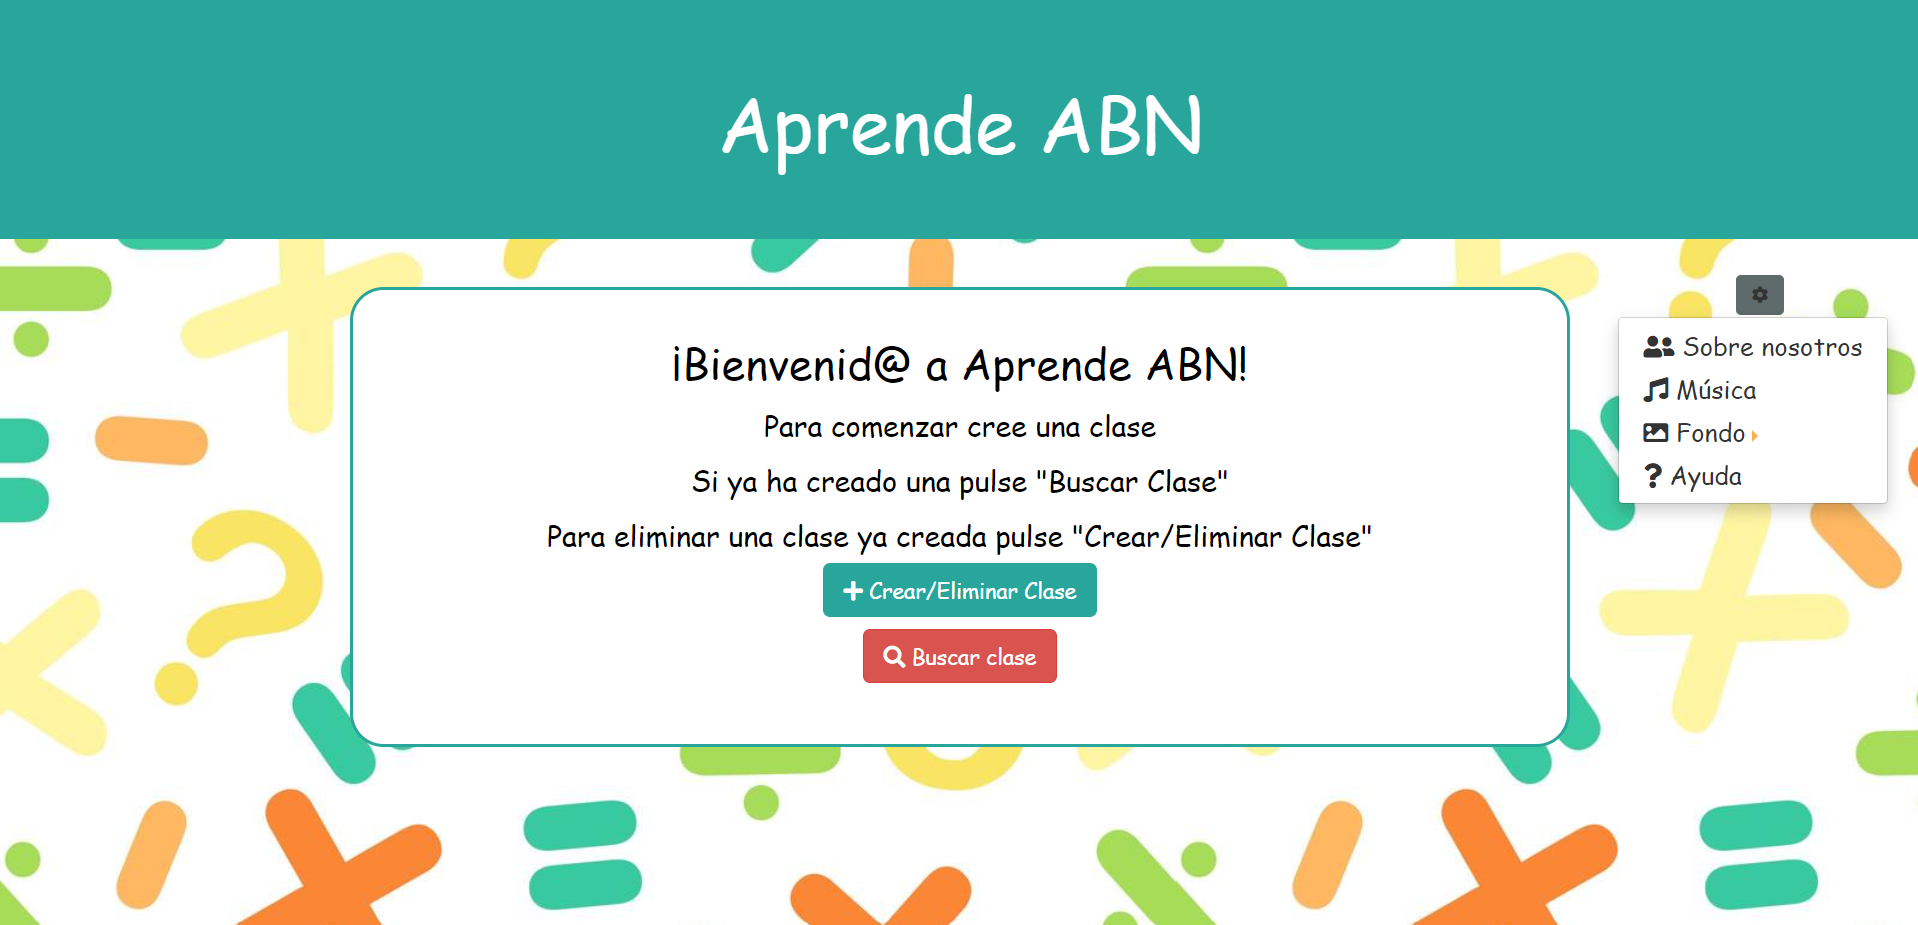 Aprende ABN
¡Bienvenid@ a Aprende ABN!
Para comenzar cree una clase
Si ya ha creado una pulse "Buscar Clase"
Para eliminar una clase ya creada pulse "Crear/Eliminar Clase"
Crear/Eliminar Clase
Buscar clase
Sobre nosotros
Música
Fondo
Ayuda